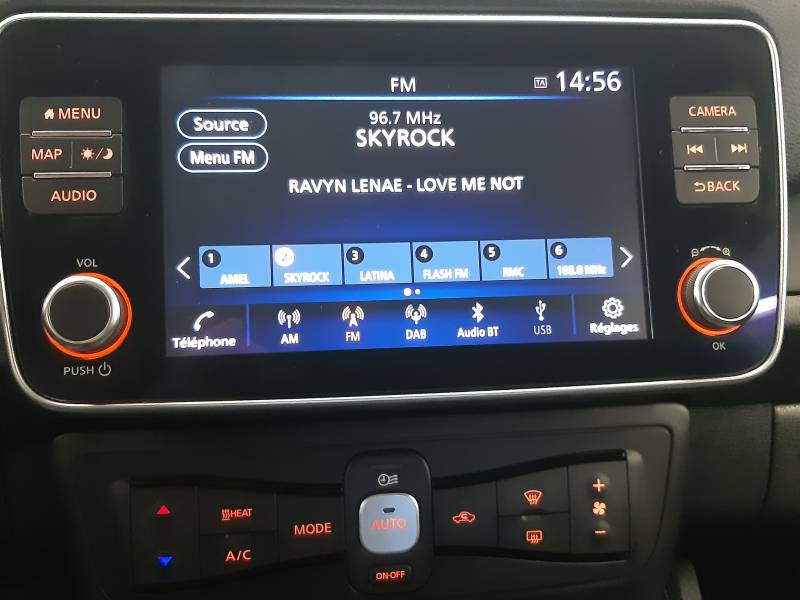 FM
TA 14:56
MENU
MAP
AUDIO
VOL
PUSH
Source
Menu FM
96.7 MHz
SKYROCK
RAVYN LENAE - LOVE ME NOT
1 AMEL
SKYROCK
3 LATINA
4 FLASH FM
5 RMC
6 108.0 MHz
Téléphone
AM
FM
DAB
Audio BT
USB
Réglages
CAMERA
BACK
OK
HEAT
A/C
MODE
AUTO
ON·OFF